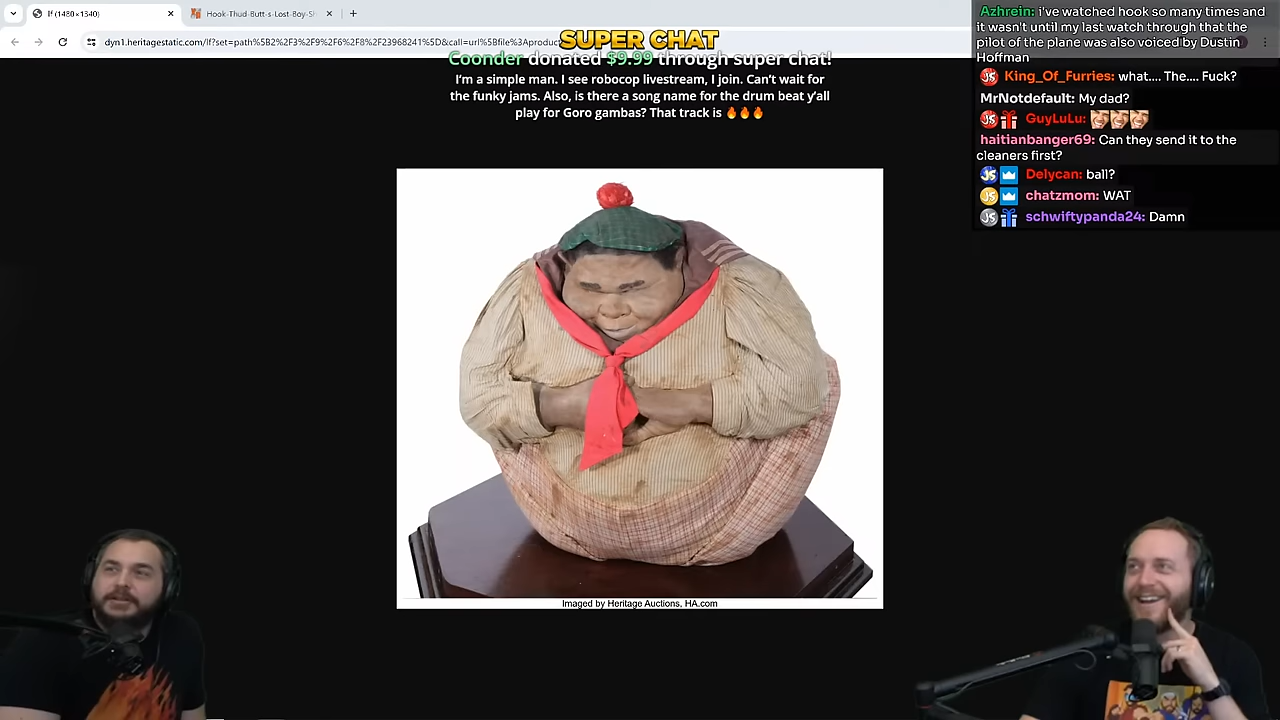 lf (1480×1340)
Hook-Thud-Butt-s-Lost-Boy-Sh
dyn1.heritagestatic.com/lf?set=path%5B2%2F3%2F9%2F6%2F8%2F23968241%5D&call=url%5Bfile%3Aproduc
SUPER CHAT
Coonder donated $9.99 through super chat!
I'm a simple man. I see robocop livestream, I join. Can't wait for
the funky jams. Also, is there a song name for the drum beat y'all
play for Goro gambas? That track is 🔥🔥🔥
Azhrein: i've watched hook so many times and
it wasn't until my last watch through that the
pilot of the plane was also voiced by Dustin
Hoffman
King_Of_Furries: what.... The.... Fuck?
MrNotdefault: My dad?
GuyLuLu:
haitianbanger69: Can they send it to the
cleaners first?
Delycan: ball?
chatzmom: WAT
schwiftypanda24: Damn
Imaged by Heritage Auctions, HA.com